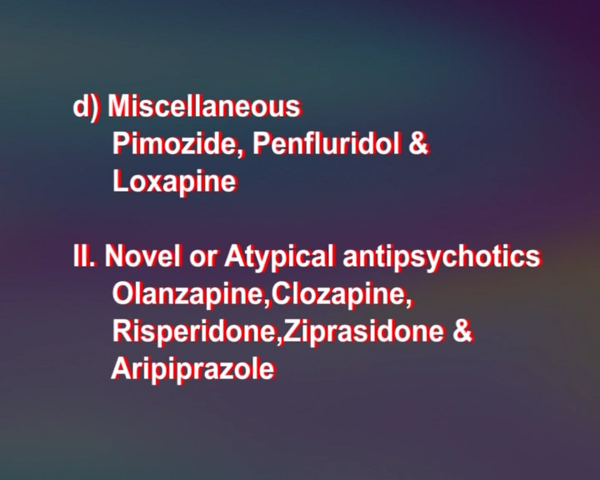 d) Miscellaneous
Pimozide, Penfluridol &
Loxapine
II. Novel or Atypical antipsychotics
Olanzapine,Clozapine,
Risperidone,Ziprasidone &
Aripiprazole